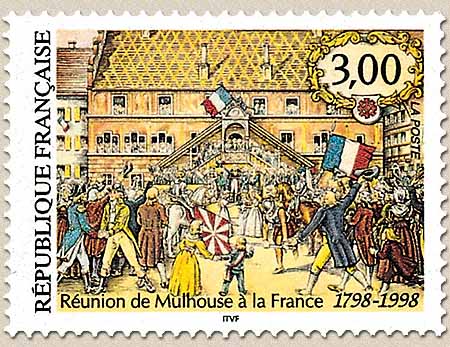 3,00
RÉPUBLIQUE FRANÇAISE
LA POSTE
Réunion de Mulhouse à la France 1798-1998
ITVF